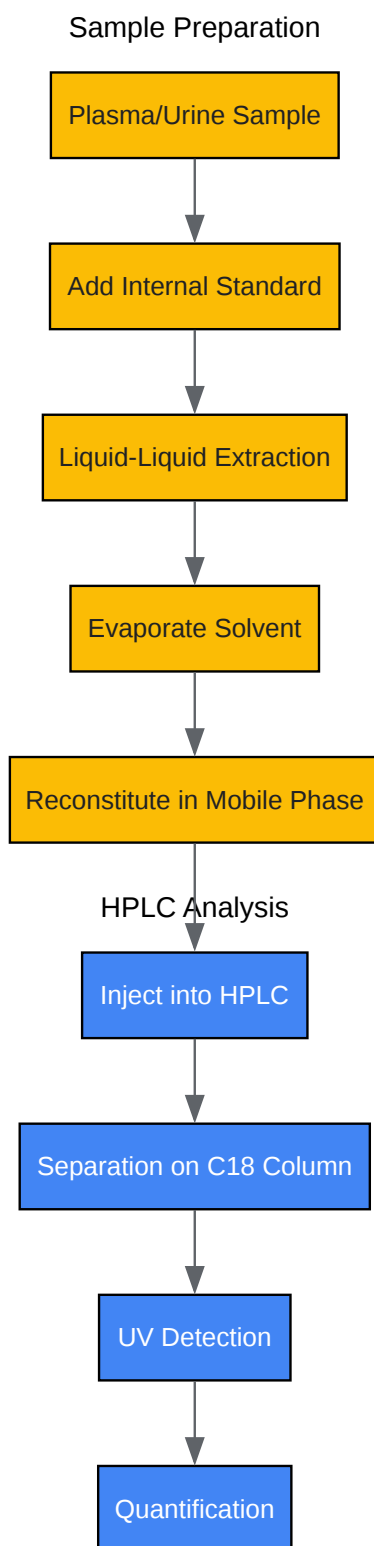 Sample Preparation
Plasma/Urine Sample
Add Internal Standard
Liquid-Liquid Extraction
Evaporate Solvent
Reconstitute in Mobile Phase
HPLC Analysis
Inject into HPLC
Separation on C18 Column
UV Detection
Quantification